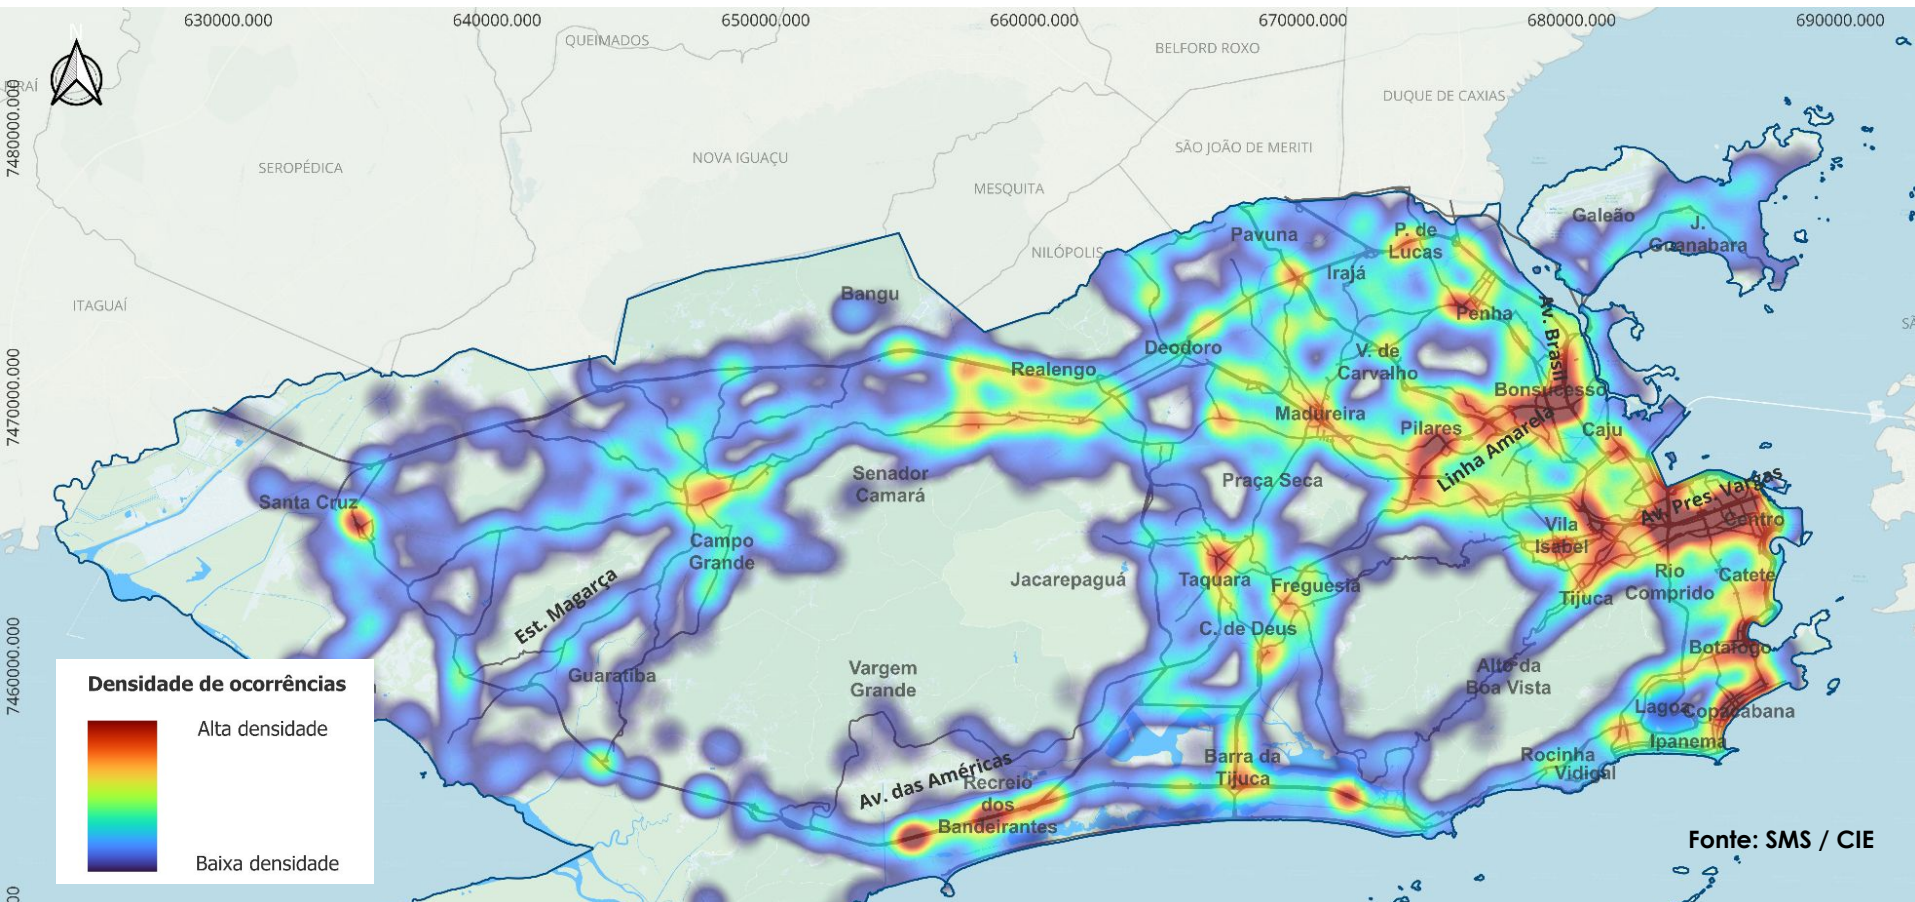 630000.000
640000.000
650000.000
660000.000
670000.000
680000.000
690000.000
N
QUEIMADOS
BELFORD ROXO
DUQUE DE CAXIAS
7480000.000
SEROPÉDICA
NOVA IGUAÇU
SÃO JOÃO DE MERITI
MESQUITA
NILÓPOLIS
ITAGUAÍ
Galeão
J.
Guanabara
Pavuna
P. de
Lucas
Irajá
Bangu
Penha
Av. Brasil
Deodoro
V. de
Carvalho
Realengo
7470000.000
Bonsucesso
Madureira
Pilares
Linha Amarela
Caju
Senador
Camará
Praça Seca
Santa Cruz
Av. Pres. Vargas
Centro
Vila
Isabel
Campo
Grande
Jacarepaguá
Taquara
Freguesia
Rio
Comprido
Catete
Tijuca
Est. Magarça
C. de Deus
Botafogo
7460000.000
Guaratiba
Vargem
Grande
Alto da
Boa Vista
Lagoa
Copacabana
Ipanema
Rocinha
Vidigal
Barra da
Tijuca
Av. das Américas
Recreio
dos
Bandeirantes
Densidade de ocorrências
Alta densidade
Baixa densidade
Fonte: SMS / CIE